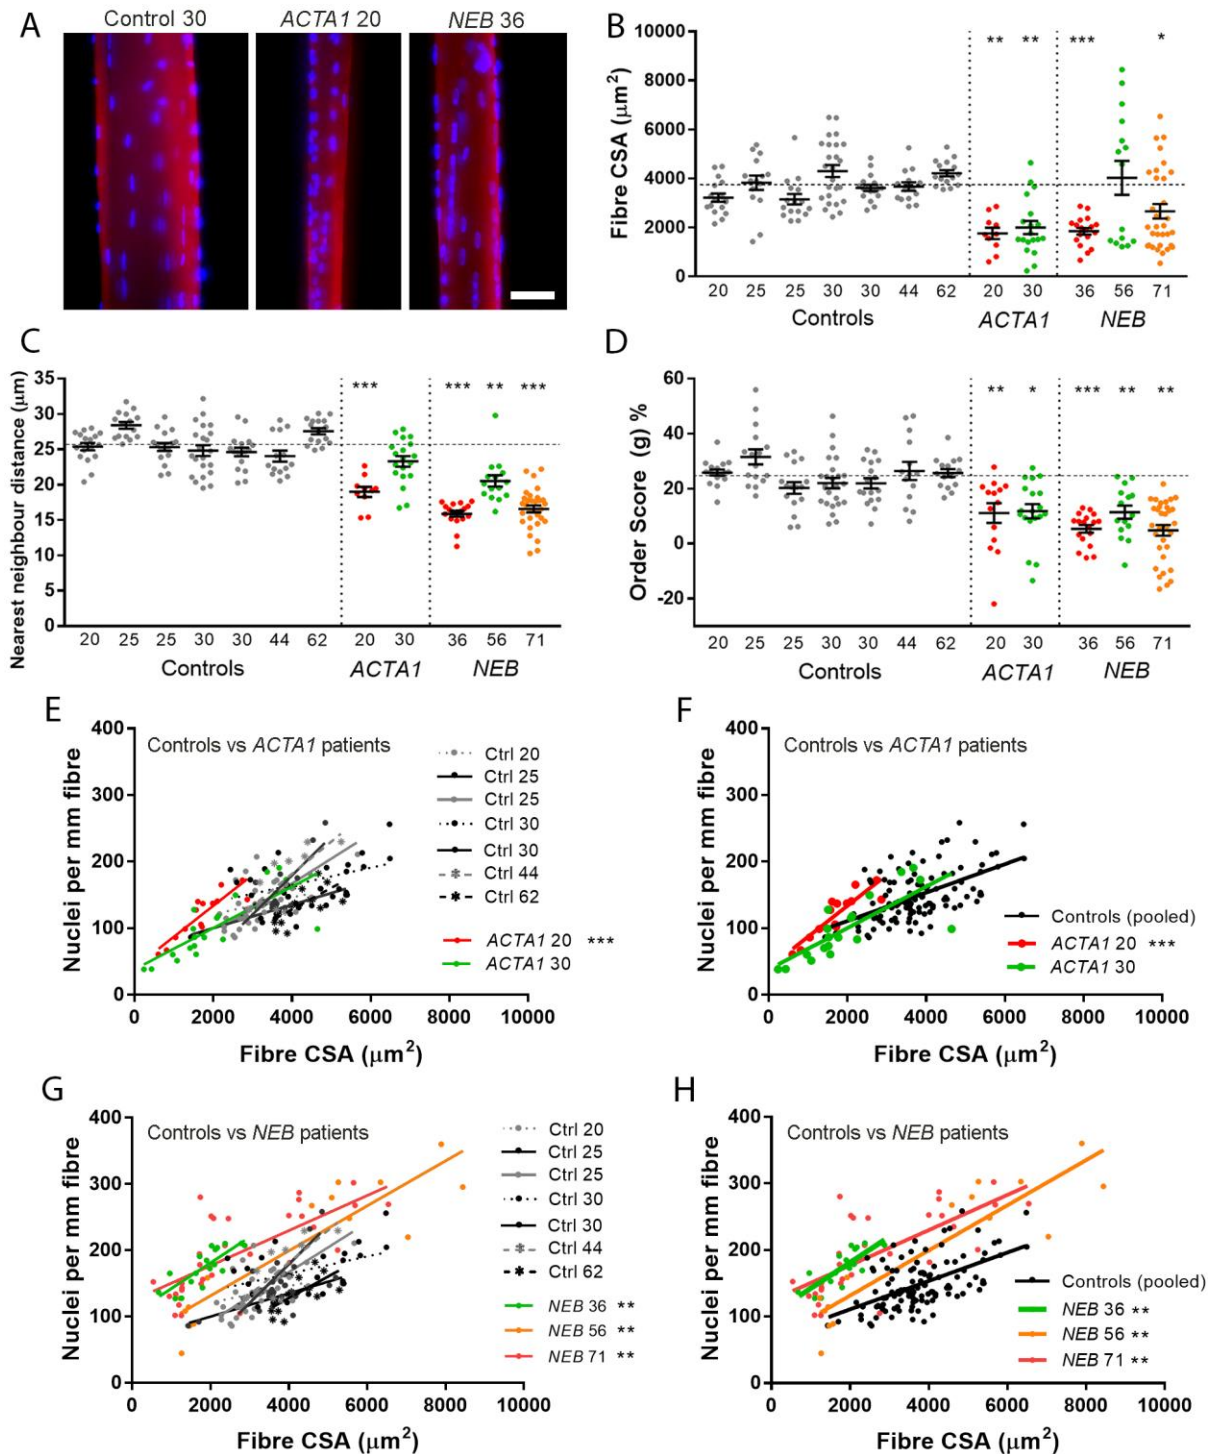 A
Control 30
ACTA1 20
NEB 36
B
Fibre CSA (μm²)
10000
8000
6000
4000
2000
0
** ** *** *
20 25 25 30 30 44 62 20 30 36 56 71
Controls ACTA1 NEB
C
Nearest neighbour distance (μm)
35
30
25
20
15
10
5
0
*** *** ** ***
20 25 25 30 30 44 62 20 30 36 56 71
Controls ACTA1 NEB
D
Order Score (g) %
60
40
20
0
-20
** * *** ** **
20 25 25 30 30 44 62 20 30 36 56 71
Controls ACTA1 NEB
E
Nuclei per mm fibre
400
300
200
100
0
Controls vs ACTA1 patients
Ctrl 20
Ctrl 25
Ctrl 25
Ctrl 30
Ctrl 30
Ctrl 44
Ctrl 62
ACTA1 20 ***
ACTA1 30
0 2000 4000 6000 8000 10000
Fibre CSA (μm²)
F
Nuclei per mm fibre
400
300
200
100
0
Controls vs ACTA1 patients
Controls (pooled)
ACTA1 20 ***
ACTA1 30
0 2000 4000 6000 8000 10000
Fibre CSA (μm²)
G
Nuclei per mm fibre
400
300
200
100
0
Controls vs NEB patients
Ctrl 20
Ctrl 25
Ctrl 25
Ctrl 30
Ctrl 30
Ctrl 44
Ctrl 62
NEB 36 **
NEB 56 **
NEB 71 **
0 2000 4000 6000 8000 10000
Fibre CSA (μm²)
H
Nuclei per mm fibre
400
300
200
100
0
Controls vs NEB patients
Controls (pooled)
NEB 36 **
NEB 56 **
NEB 71 **
0 2000 4000 6000 8000 10000
Fibre CSA (μm²)